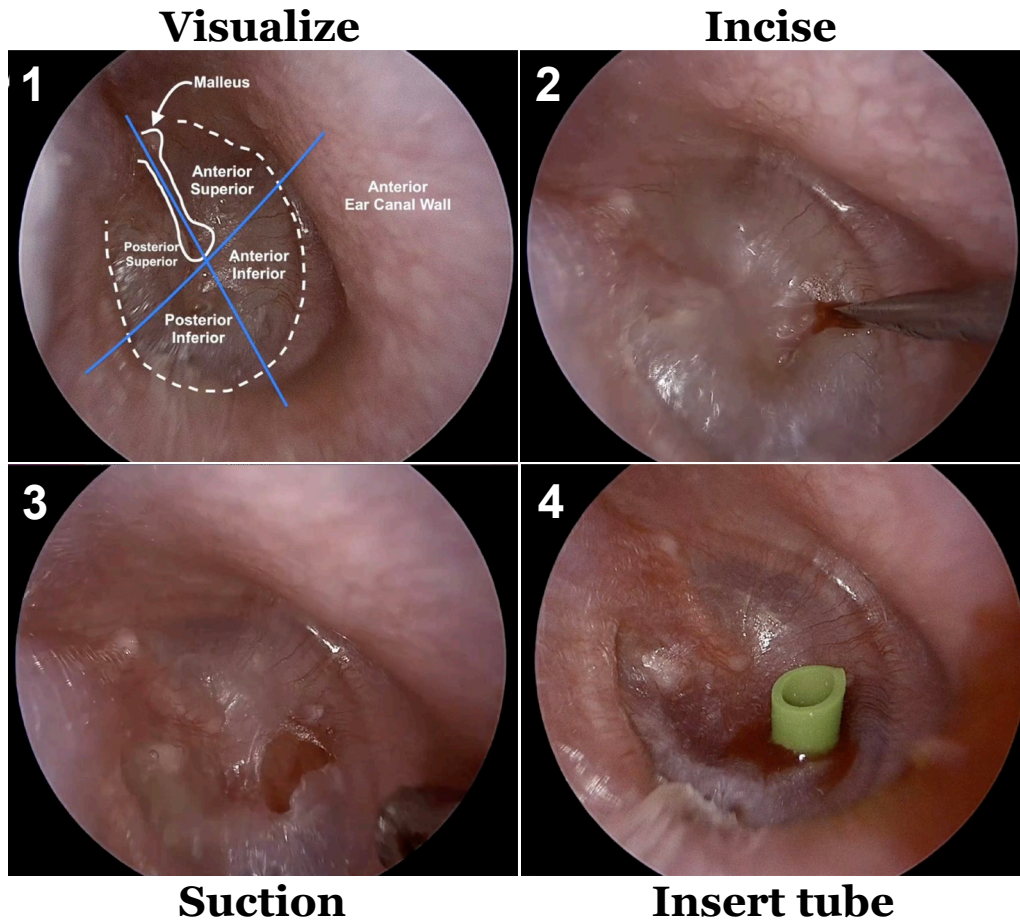 Visualize
Incise
1
Malleus
Anterior
Superior
Anterior
Ear Canal Wall
Posterior
Superior
Anterior
Inferior
Posterior
Inferior
2
3
4
Suction
Insert tube